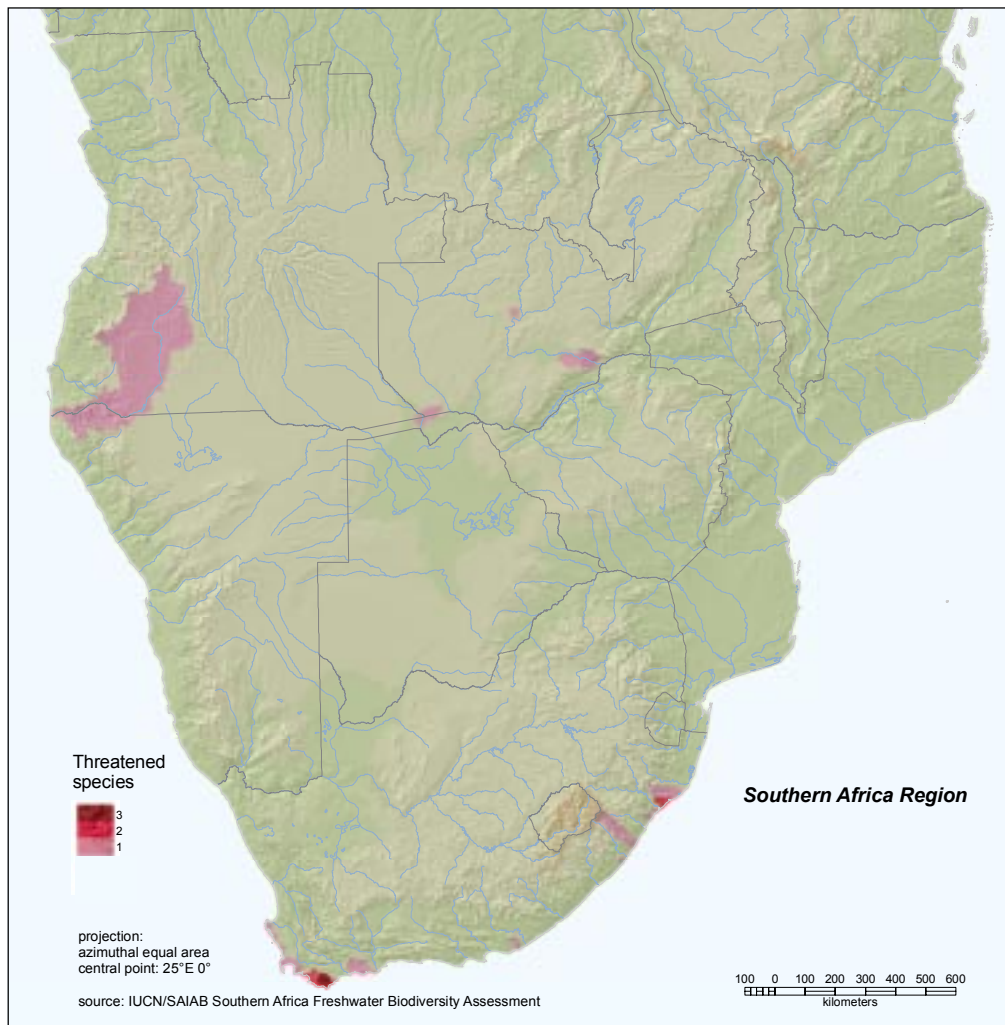 Threatened
species
3
2
1
Southern Africa Region
projection:
azimuthal equal area
central point: 25°E 0°
source: IUCN/SAIAB Southern Africa Freshwater Biodiversity Assessment
100 0 100 200 300 400 500 600
kilometers